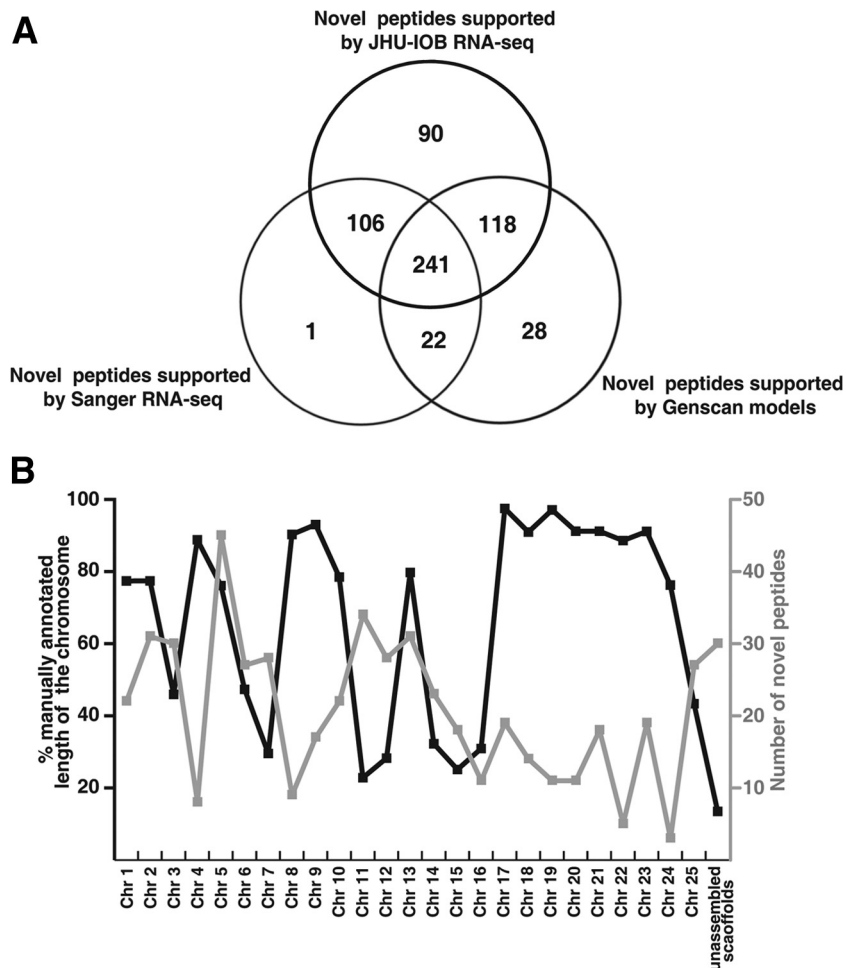 A
Novel peptides supported
by JHU-IOB RNA-seq
90
106
118
241
1
22
28
Novel peptides supported
by Sanger RNA-seq
Novel peptides supported
by Genscan models
B
% manually annotated
length of the chromosome
100
80
60
40
20
50
40
30
20
10
Number of novel peptides
Chr 1
Chr 2
Chr 3
Chr 4
Chr 5
Chr 6
Chr 7
Chr 8
Chr 9
Chr 10
Chr 11
Chr 12
Chr 13
Chr 14
Chr 15
Chr 16
Chr 17
Chr 18
Chr 19
Chr 20
Chr 21
Chr 22
Chr 23
Chr 24
Chr 25
unassembled
scaoffolds